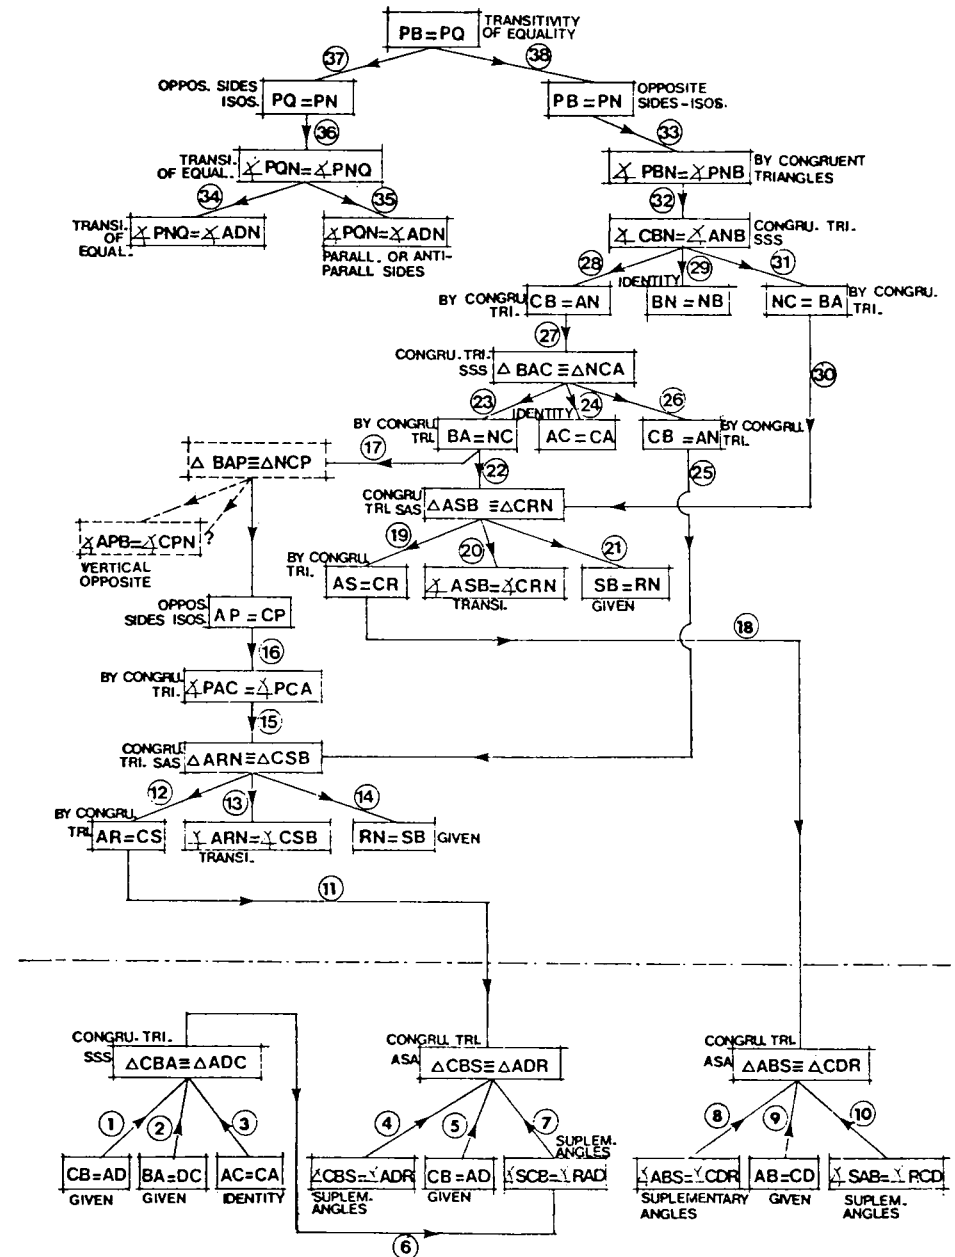 PB=PQ
TRANSITIVITY
OF EQUALITY
37
38
OPPOS. SIDES
ISOS.
PQ=PN
PB=PN
OPPOSITE
SIDES-ISOS.
36
33
TRANSI.
OF EQUAL.
∡PQN=∡PNQ
∡PBN=∡PNB
BY CONGRUENT
TRIANGLES
34
35
32
TRANSI.
OF
EQUAL.
∡PNQ=∡ADN
∡PQN=∡ADN
PARALL. OR ANTI-
PARALL SIDES
∡CBN=∡ANB
CONGRU. TRI.
SSS
28
29
31
IDENTITY
BY CONGRU
TRI.
CB=AN
BN=NB
NC=BA
BY CONGRU.
TRI.
27
CONGRU. TRI.
SSS
△BAC≡△NCA
30
23
24
26
IDENTITY
BY CONGRU
TRI.
BA=NC
AC=CA
CB=AN
BY CONGRU.
TRI.
17
△BAP≡△NCP
22
25
CONGRU
TRI. SAS
△ASB≡△CRN
∡APB=∡CPN
?
VERTICAL
OPPOSITE
19
20
21
BY CONGRU.
TRI.
AS=CR
∡ASB=∡CRN
SB=RN
TRANSI.
GIVEN
OPPOS.
SIDES ISOS.
AP=CP
18
16
BY CONGRU.
TRI.
∡PAC=∡PCA
15
CONGRU.
TRI. SAS
△ARN≡△CSB
12
13
14
BY CONGRU.
TRI.
AR=CS
∡ARN=∡CSB
RN=SB
GIVEN
TRANSI.
11
CONGRU. TRI.
SSS
△CBA≡△ADC
CONGRU. TRI.
ASA
△CBS≡△ADR
CONGRU. TRI.
ASA
△ABS≡△CDR
1
2
3
4
5
7
8
9
10
SUPLEM.
ANGLES
CB=AD
BA=DC
AC=CA
∡CBS=∡ADR
CB=AD
∡SCB=∡RAD
∡ABS=∡CDR
AB=CD
∡SAB=∡RCD
GIVEN
GIVEN
IDENTITY
SUPLEM.
ANGLES
GIVEN
SUPLEMENTARY
ANGLES
GIVEN
SUPLEM.
ANGLES
6